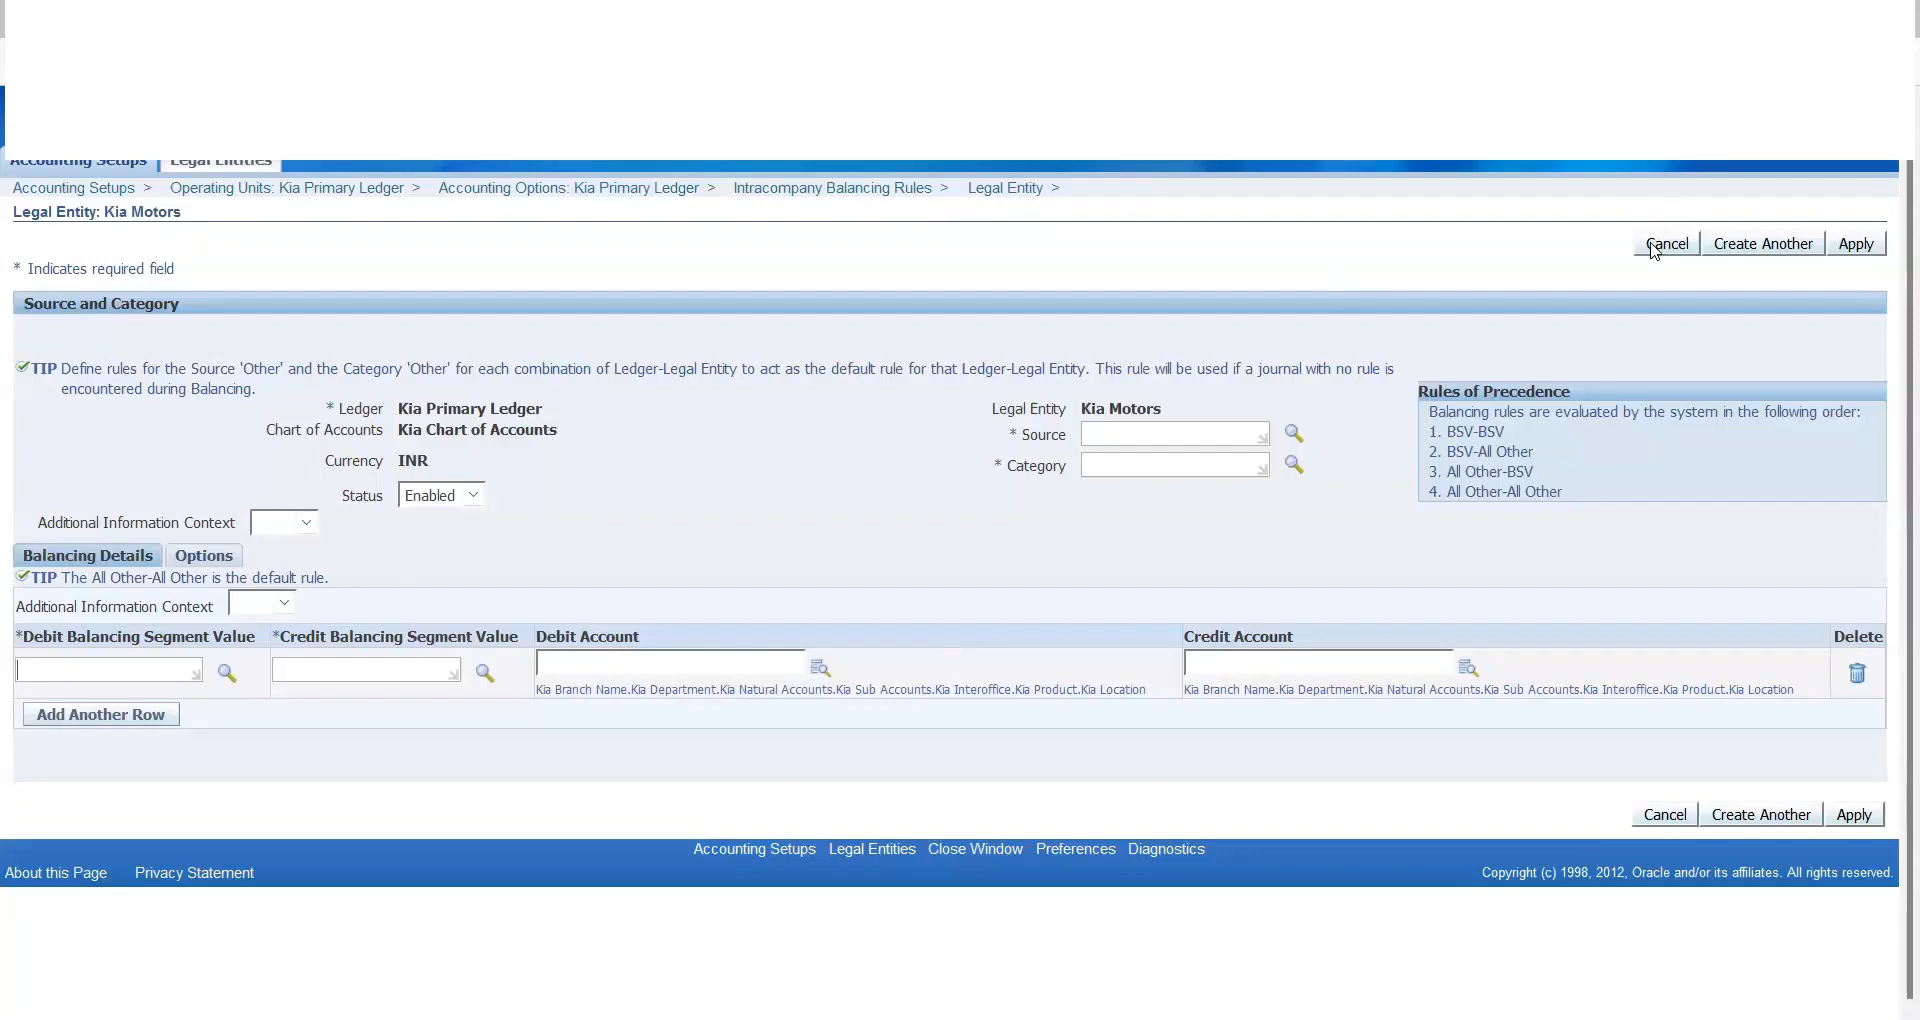 Accounting Setups Legal Entities
Accounting Setups > Operating Units: Kia Primary Ledger > Accounting Options: Kia Primary Ledger > Intracompany Balancing Rules > Legal Entity >
Legal Entity: Kia Motors
Cancel Create Another Apply
* Indicates required field
Source and Category
TIP Define rules for the Source 'Other' and the Category 'Other' for each combination of Ledger-Legal Entity to act as the default rule for that Ledger-Legal Entity. This rule will be used if a journal with no rule is
encountered during Balancing.
* Ledger Kia Primary Ledger
Chart of Accounts Kia Chart of Accounts
Currency INR
Status Enabled
Additional Information Context
Legal Entity Kia Motors
* Source
* Category
Rules of Precedence
Balancing rules are evaluated by the system in the following order:
1. BSV-BSV
2. BSV-All Other
3. All Other-BSV
4. All Other-All Other
Balancing Details Options
TIP The All Other-All Other is the default rule.
Additional Information Context
*Debit Balancing Segment Value *Credit Balancing Segment Value Debit Account Credit Account Delete
Kia Branch Name.Kia Department.Kia Natural Accounts.Kia Sub Accounts.Kia Interoffice.Kia Product.Kia Location Kia Branch Name.Kia Department.Kia Natural Accounts.Kia Sub Accounts.Kia Interoffice.Kia Product.Kia Location
Add Another Row
Cancel Create Another Apply
Accounting Setups Legal Entities Close Window Preferences Diagnostics
About this Page Privacy Statement Copyright (c) 1998, 2012, Oracle and/or its affiliates. All rights reserved.